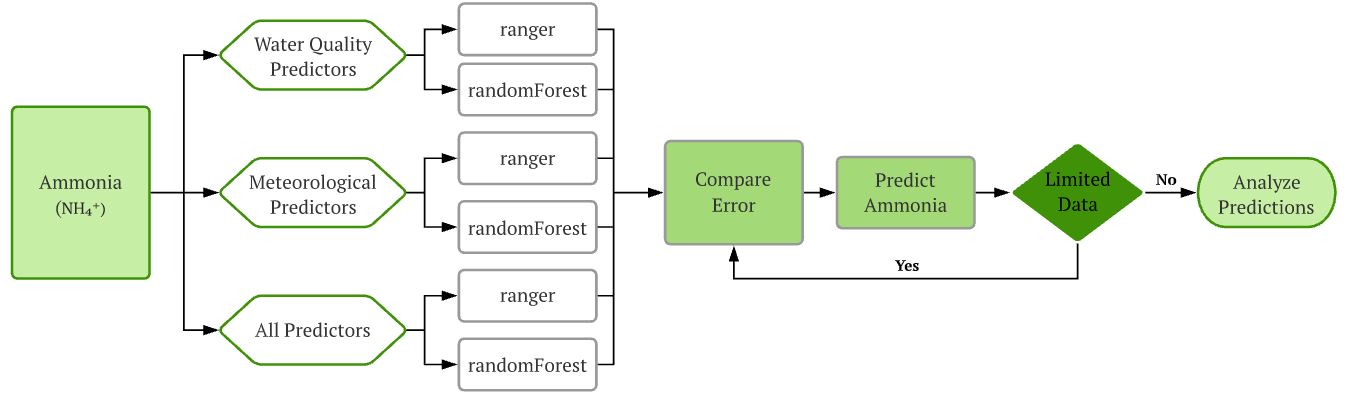 Ammonia
(NH₄⁺)
Water Quality
Predictors
ranger
randomForest
Meteorological
Predictors
ranger
randomForest
All Predictors
ranger
randomForest
Compare
Error
Predict
Ammonia
Limited
Data
No
Analyze
Predictions
Yes